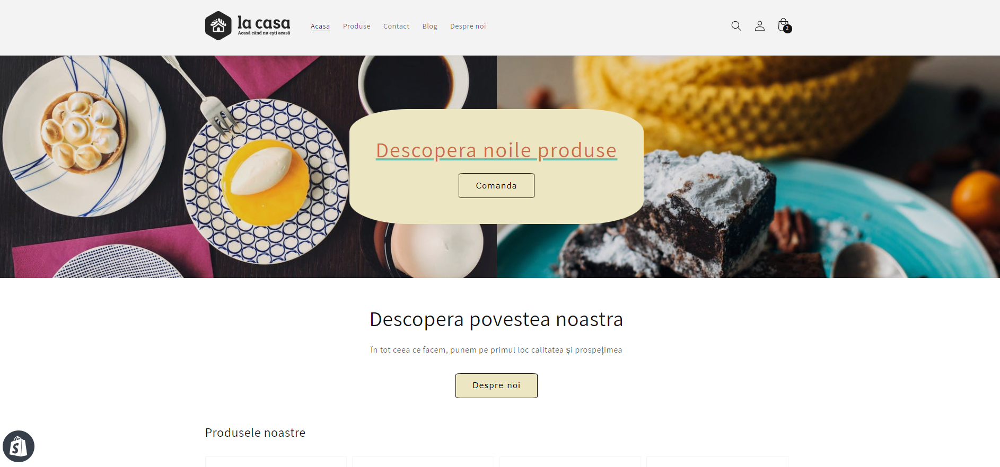 la casa
Acasă când nu ești acasă
Acasa Produse Contact Blog Despre noi
2
Descopera noile produse
Comanda
Descopera povestea noastra
În tot ceea ce facem, punem pe primul loc calitatea și prospețimea
Despre noi
Produsele noastre
S